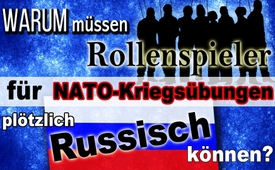 WARUM müssen
Rollenspieler
für NATO-Kriegsübungen
plötzlich
Russisch
können?